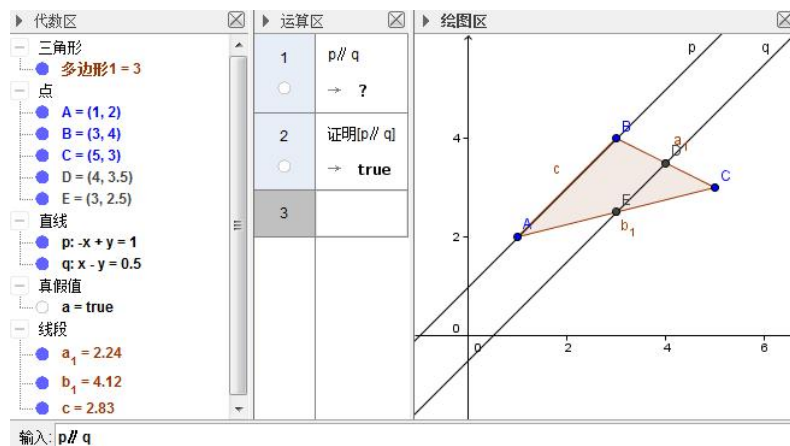 代数区
三角形
多边形1 = 3
点
A = (1, 2)
B = (3, 4)
C = (5, 3)
D = (4, 3.5)
E = (3, 2.5)
直线
p: -x + y = 1
q: x - y = 0.5
真假值
a = true
线段
a₁ = 2.24
b₁ = 4.12
c = 2.83
运算区
1
p∥ q
→ ?
2
证明[p∥ q]
→ true
3
绘图区
p
q
B
4
a₁
D
c
C
E
A
b₁
2
0
0
2
4
6
输入: p∥ q